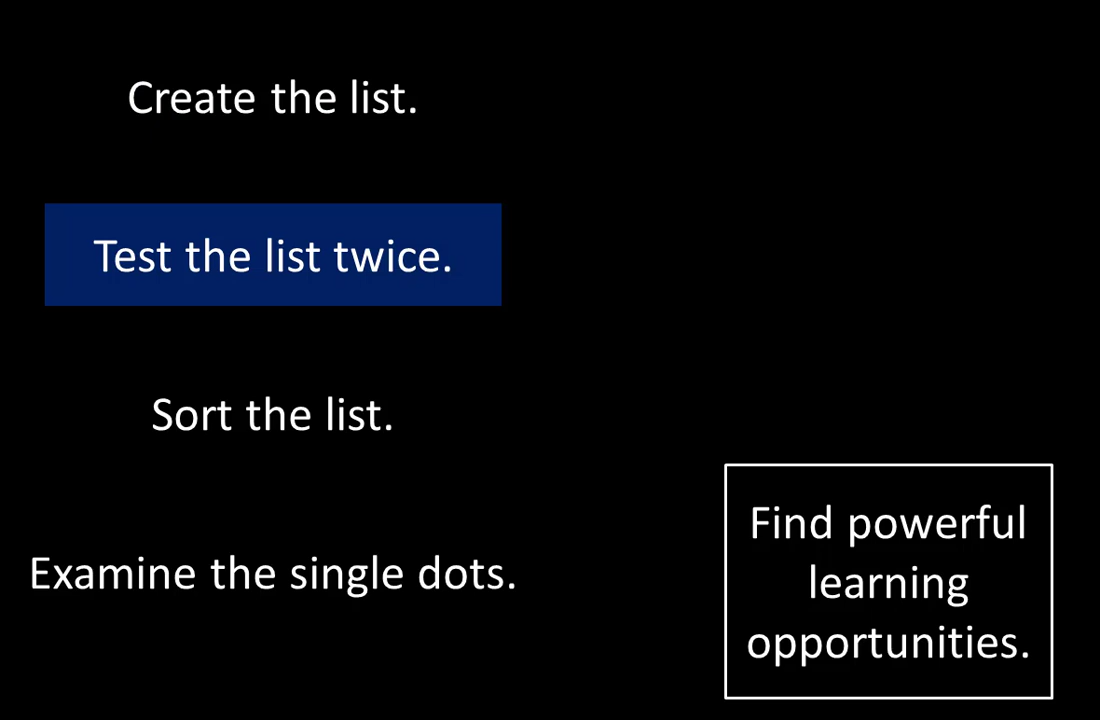 Create the list.
Test the list twice.
Sort the list.
Examine the single dots.
Find powerful
learning
opportunities.